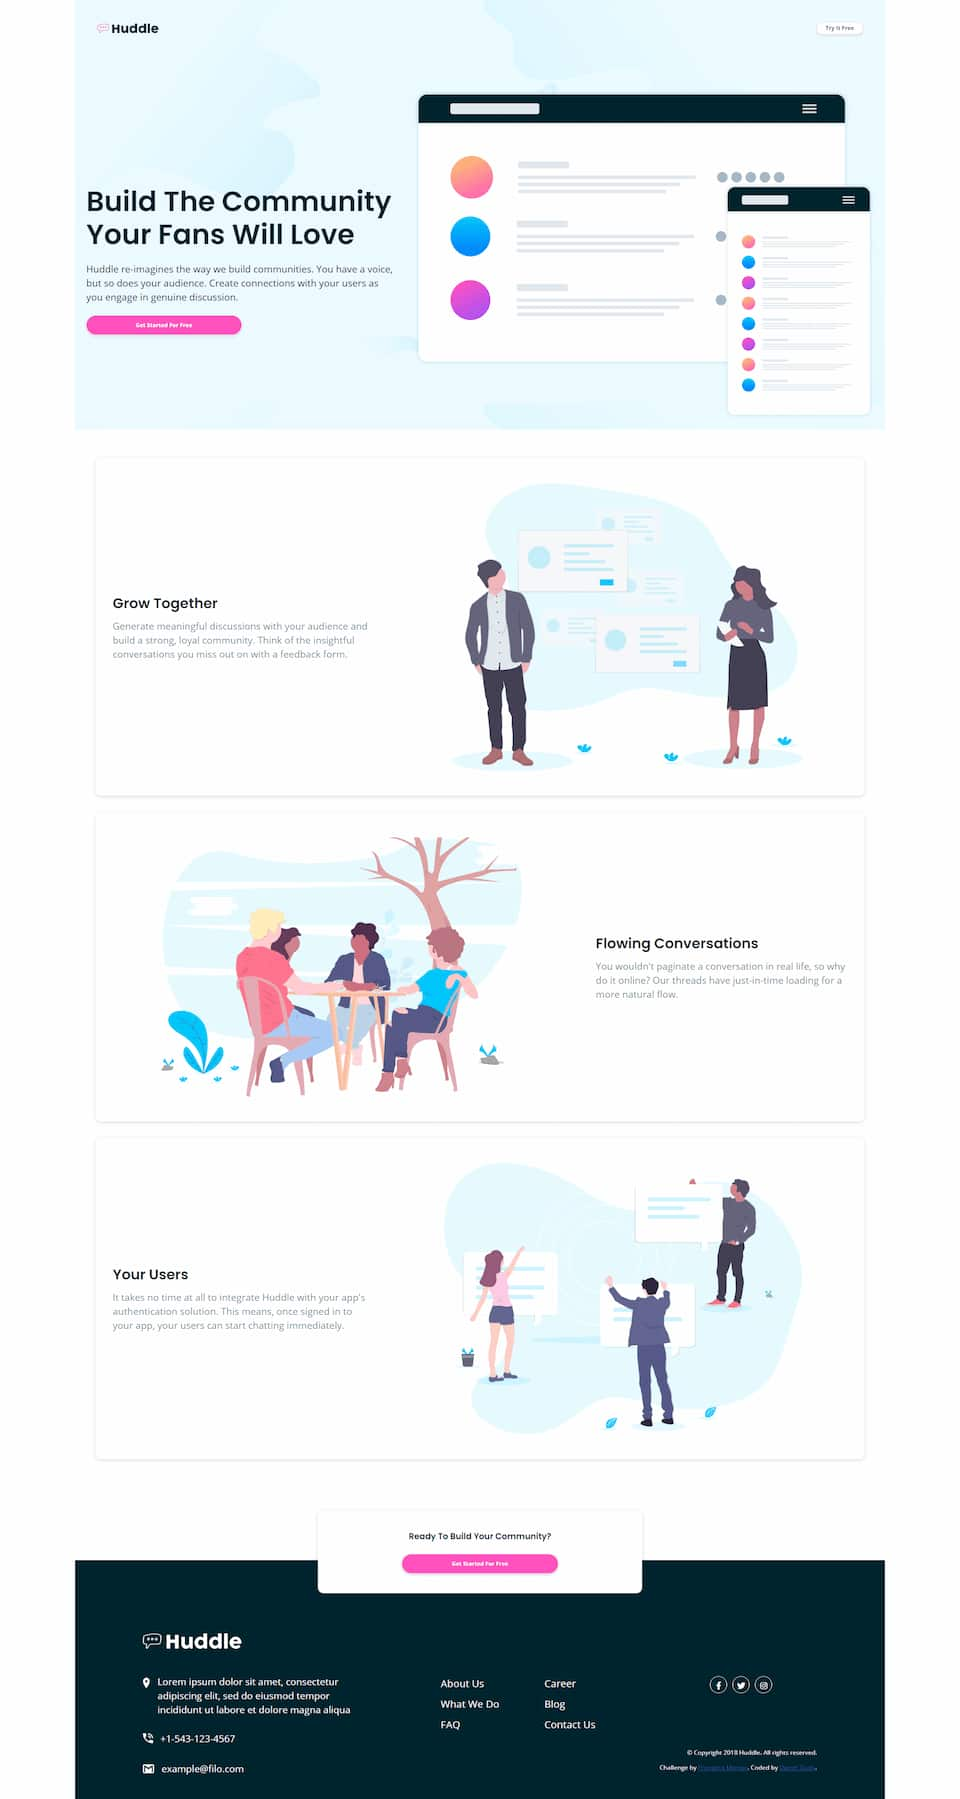 Huddle
Try It Free
Build The Community
Your Fans Will Love
Huddle re-imagines the way we build communities. You have a voice,
but so does your audience. Create connections with your users as
you engage in genuine discussion.
Get Started For Free
Grow Together
Generate meaningful discussions with your audience and
build a strong, loyal community. Think of the insightful
conversations you miss out on with a feedback form.
Flowing Conversations
You wouldn't paginate a conversation in real life, so why
do it online? Our threads have just-in-time loading for a
more natural flow.
Your Users
It takes no time at all to integrate Huddle with your app's
authentication solution. This means, once signed in to
your app, your users can start chatting immediately.
Ready To Build Your Community?
Get Started For Free
Huddle
Lorem ipsum dolor sit amet, consectetur
adipiscing elit, sed do eiusmod tempor
incididunt ut labore et dolore magna aliqua
+1-543-123-4567
example@filo.com
About Us
What We Do
FAQ
Career
Blog
Contact Us
© Copyright 2018 Huddle. All rights reserved.
Challenge by Frontend Mentor. Coded by